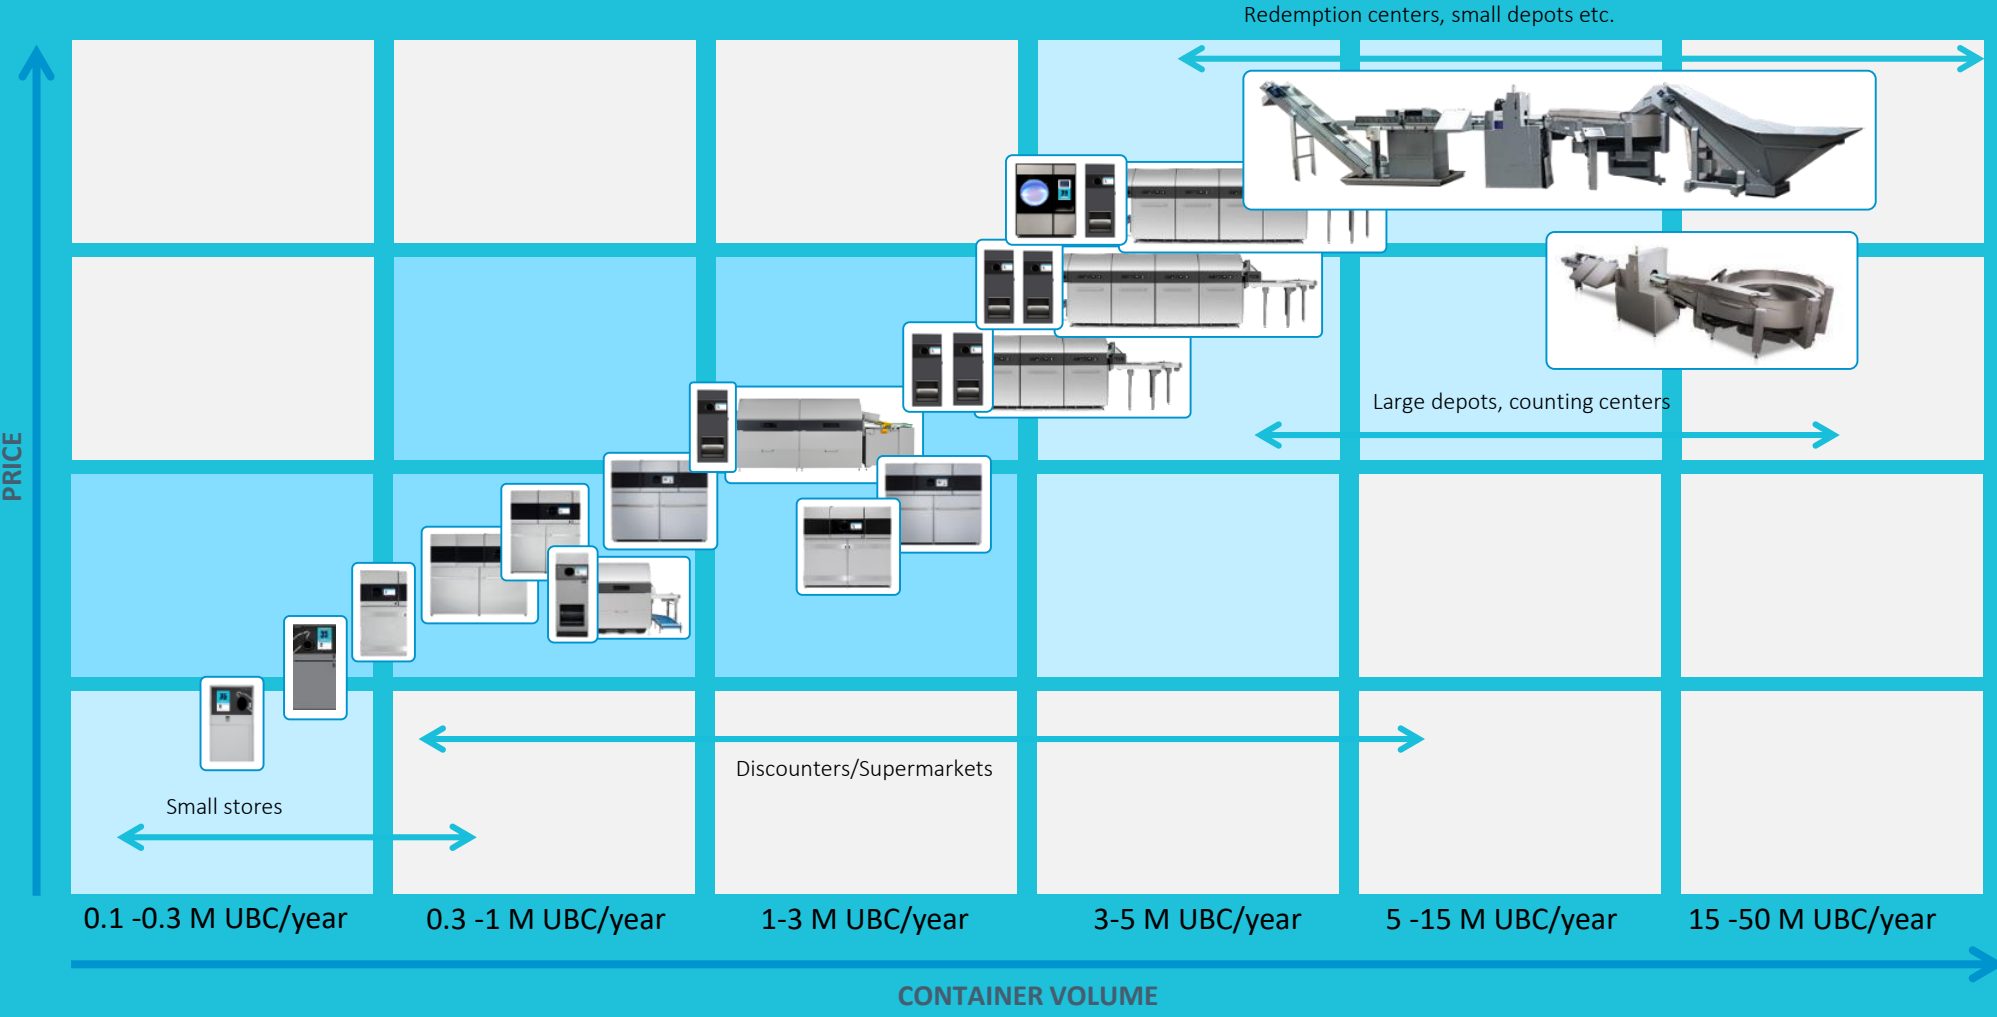 Redemption centers, small depots etc.
Large depots, counting centers
PRICE
Discounters/Supermarkets
Small stores
0.1 -0.3 M UBC/year
0.3 -1 M UBC/year
1-3 M UBC/year
3-5 M UBC/year
5 -15 M UBC/year
15 -50 M UBC/year
CONTAINER VOLUME